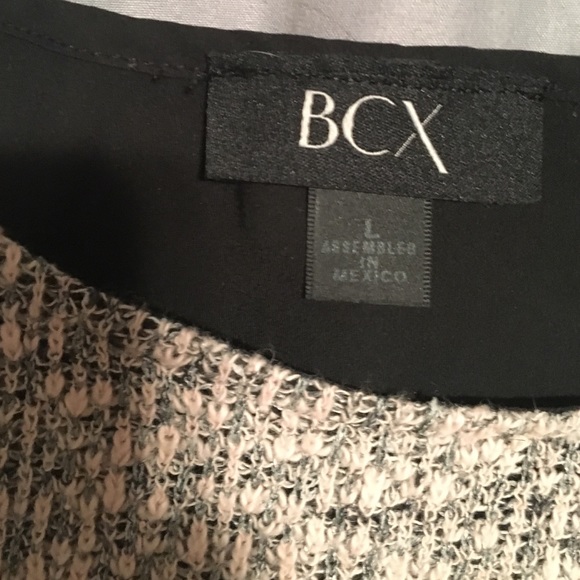 BCX
L
ASSEMBLED
IN
MEXICO